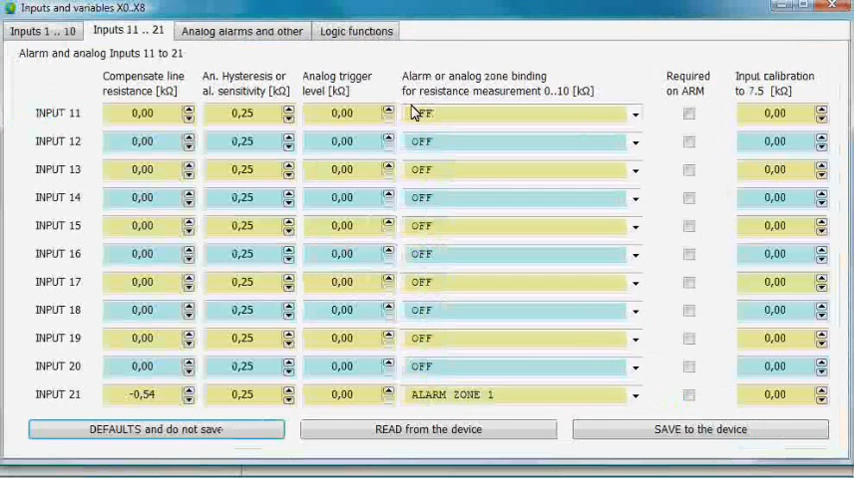 Inputs and variables X0..X8
Inputs 1 .. 10 Inputs 11 .. 21 Analog alarms and other Logic functions
Alarm and analog Inputs 11 to 21
Compensate line resistance [kΩ] An. Hysteresis or al. sensitivity [kΩ] Analog trigger level [kΩ] Alarm or analog zone binding for resistance measurement 0..10 [kΩ] Required on ARM Input calibration to 7.5 [kΩ]
INPUT 11 0,00 0,25 0,00 OFF 0,00
INPUT 12 0,00 0,25 0,00 OFF 0,00
INPUT 13 0,00 0,25 0,00 OFF 0,00
INPUT 14 0,00 0,25 0,00 OFF 0,00
INPUT 15 0,00 0,25 0,00 OFF 0,00
INPUT 16 0,00 0,25 0,00 OFF 0,00
INPUT 17 0,00 0,25 0,00 OFF 0,00
INPUT 18 0,00 0,25 0,00 OFF 0,00
INPUT 19 0,00 0,25 0,00 OFF 0,00
INPUT 20 0,00 0,25 0,00 OFF 0,00
INPUT 21 -0,54 0,25 0,00 ALARM ZONE 1 0,00
DEFAULTS and do not save READ from the device SAVE to the device